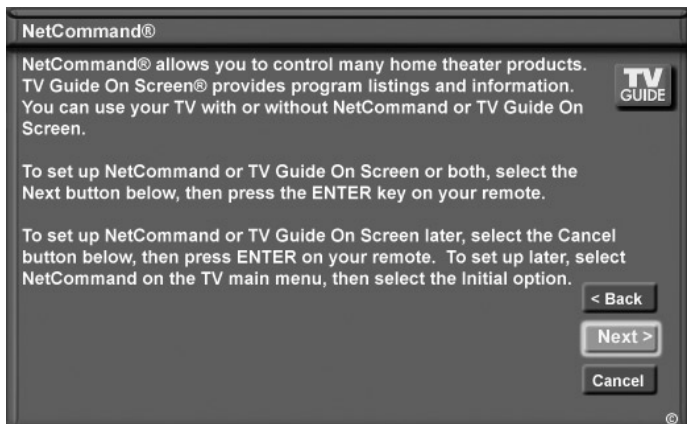 NetCommand®
NetCommand® allows you to control many home theater products.
TV Guide On Screen® provides program listings and information.
You can use your TV with or without NetCommand or TV Guide On
Screen.
TV
GUIDE
To set up NetCommand or TV Guide On Screen or both, select the
Next button below, then press the ENTER key on your remote.
To set up NetCommand or TV Guide On Screen later, select the Cancel
button below, then press ENTER on your remote.  To set up later, select
NetCommand on the TV main menu, then select the Initial option.
< Back
Next >
Cancel
©